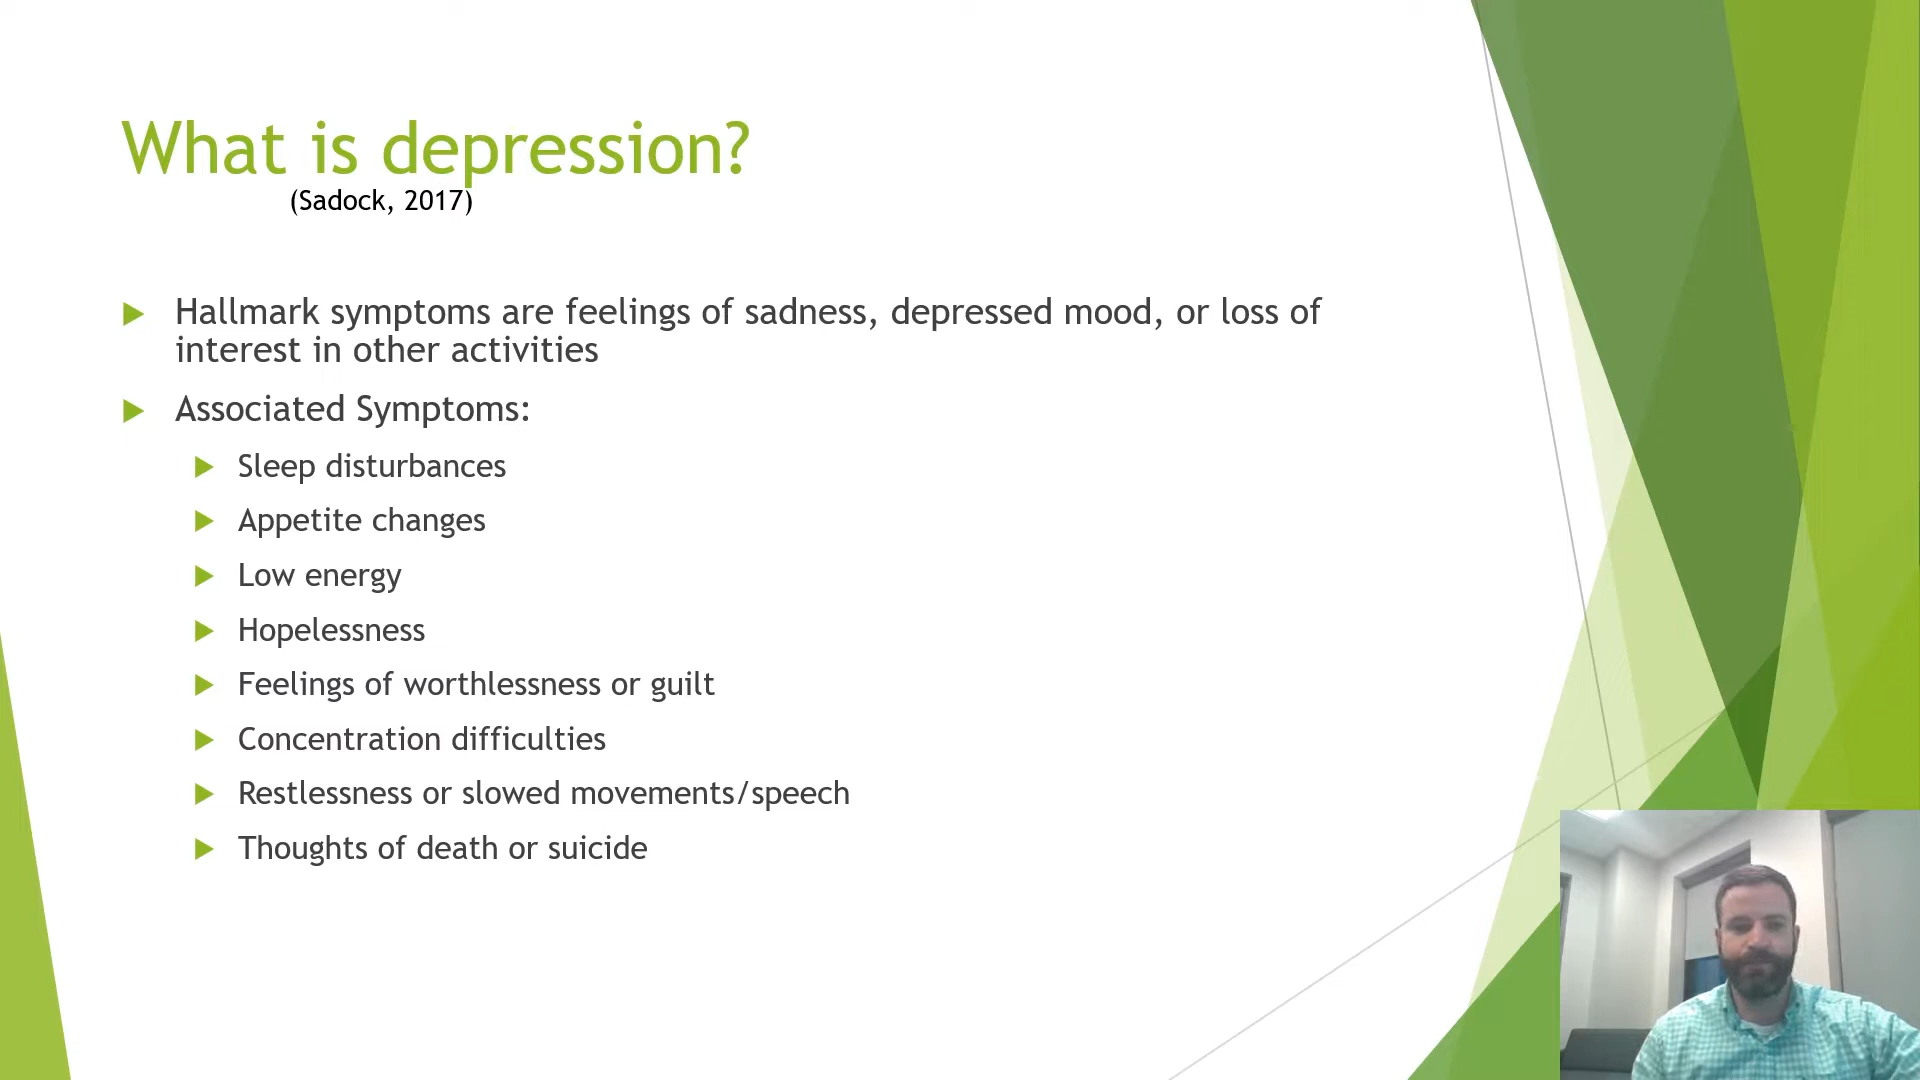 What is depression?
(Sadock, 2017)
Hallmark symptoms are feelings of sadness, depressed mood, or loss of
interest in other activities
Associated Symptoms:
Sleep disturbances
Appetite changes
Low energy
Hopelessness
Feelings of worthlessness or guilt
Concentration difficulties
Restlessness or slowed movements/speech
Thoughts of death or suicide